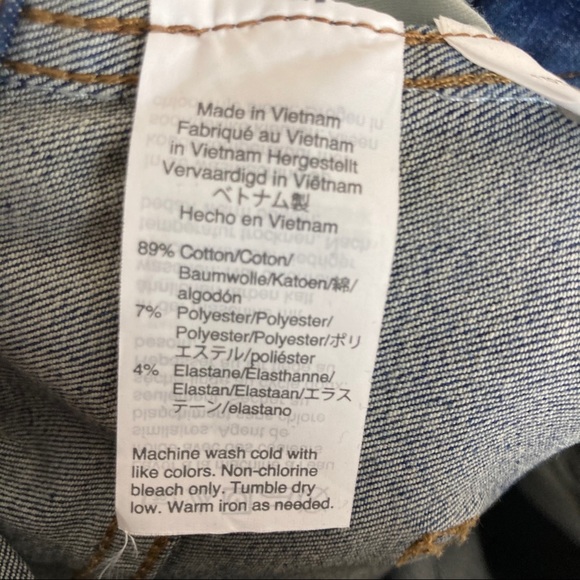 Made in Vietnam
Fabriqué au Vietnam
in Vietnam Hergestellt
Vervaardigd in Viëtnam
ベトナム製
Hecho en Vietnam
89% Cotton/Coton/
Baumwolle/Katoen/綿/
algodón
7% Polyester/Polyester/
Polyester/Polyester/ポリ
エステル/poliéster
4% Elastane/Élasthanne/
Elastan/Elastaan/エラス
テーン/elastano
Machine wash cold with
like colors. Non-chlorine
bleach only. Tumble dry
low. Warm iron as needed.